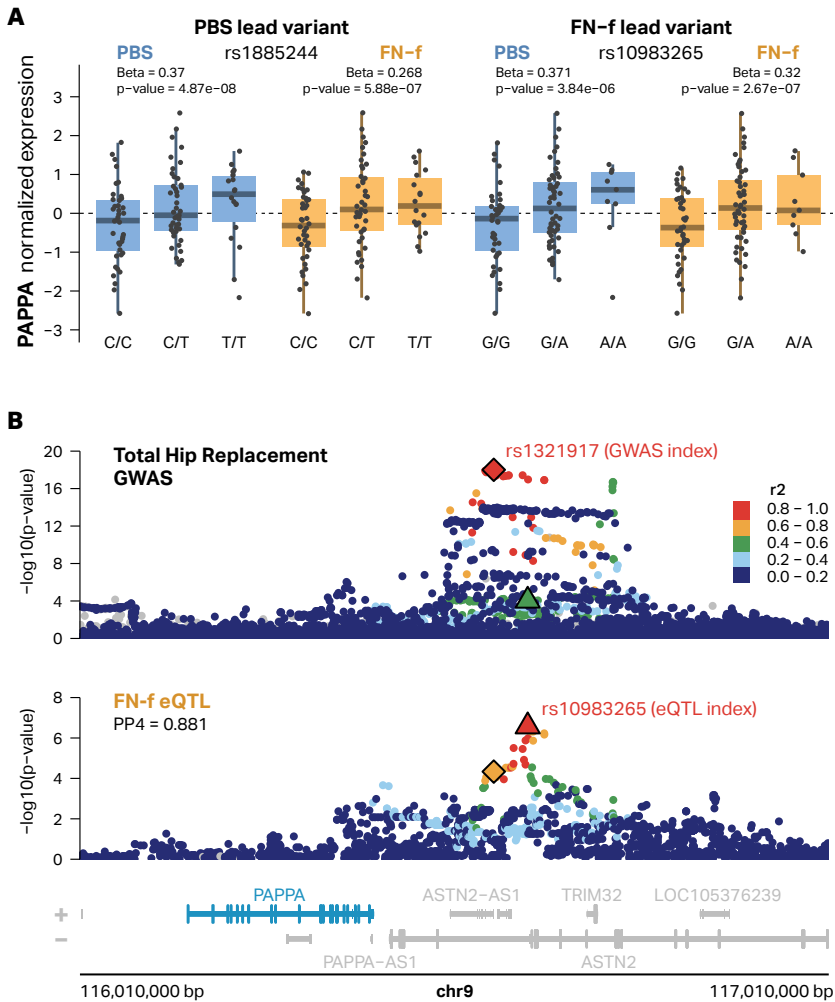 A
PBS lead variant
FN-f lead variant
PBS rs1885244 FN-f
PBS rs10983265 FN-f
Beta = 0.37
p-value = 4.87e-08
Beta = 0.268
p-value = 5.88e-07
Beta = 0.371
p-value = 3.84e-06
Beta = 0.32
p-value = 2.67e-07
PAPPA normalized expression
3
2
1
0
−1
−2
−3
C/C C/T T/T C/C C/T T/T G/G G/A A/A G/G G/A A/A
B
Total Hip Replacement
GWAS
rs1321917 (GWAS index)
−log10(p-value)
20
16
12
8
4
0
r2
0.8 - 1.0
0.6 - 0.8
0.4 - 0.6
0.2 - 0.4
0.0 - 0.2
FN-f eQTL
PP4 = 0.881
rs10983265 (eQTL index)
−log10(p-value)
8
6
4
2
0
PAPPA ASTN2-AS1 TRIM32 LOC105376239
+
−
PAPPA-AS1 ASTN2
116,010,000 bp chr9 117,010,000 bp